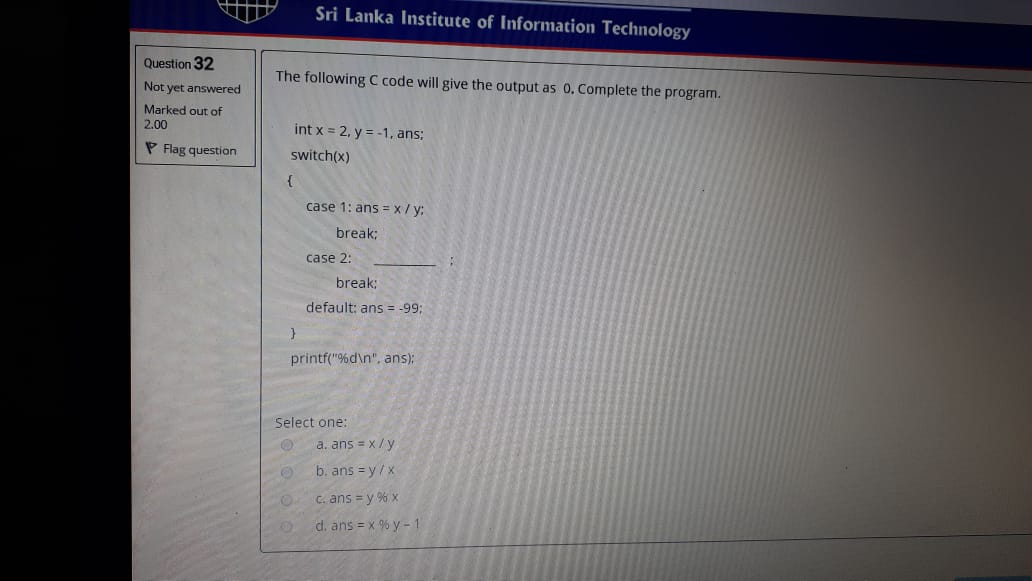 Sri Lanka Institute of Information Technology
Question 32
Not yet answered
Marked out of
2.00
Flag question
The following C code will give the output as 0. Complete the program.
int x = 2, y = -1, ans;
switch(x)
{
case 1: ans = x / y;
break;
case 2: ________ ;
break;
default: ans = -99;
}
printf("%d\n", ans);
Select one:
a. ans = x / y
b. ans = y / x
c. ans = y % x
d. ans = x % y – 1